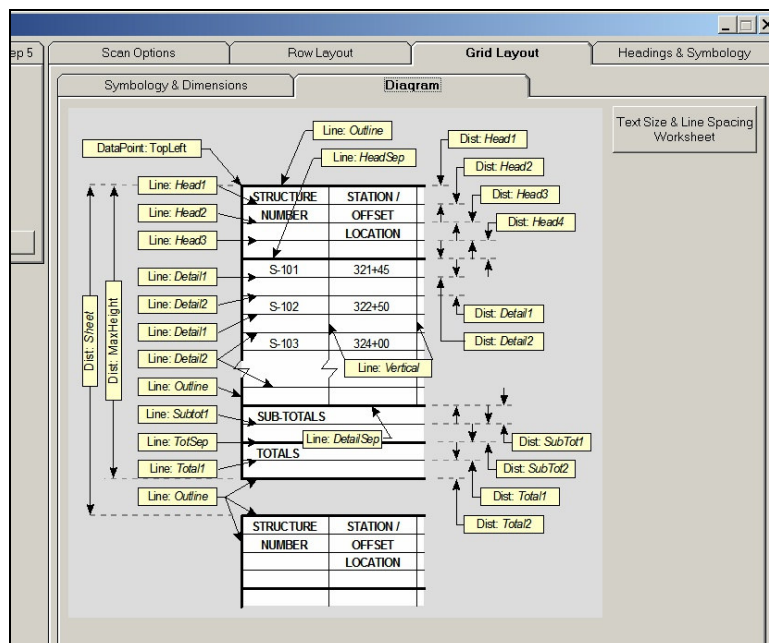 ep 5
Scan Options
Row Layout
Grid Layout
Headings & Symbology
Symbology & Dimensions
Diagram
Text Size & Line Spacing
Worksheet
Line: Outline
DataPoint: TopLeft
Line: HeadSep
Dist: Head1
Dist: Head2
Dist: Head3
Dist: Head4
Line: Head1
Line: Head2
Line: Head3
STRUCTURE
STATION /
NUMBER
OFFSET
LOCATION
Line: Detail1
S-101
321+45
Line: Detail2
S-102
322+50
Line: Detail1
Dist: Detail1
Line: Detail2
S-103
324+00
Dist: Detail2
Dist: Sheet
Dist: MaxHeight
Line: Vertical
Line: Outline
Line: Subtot1
SUB-TOTALS
Line: TotSep
Line: DetailSep
Dist: SubTot1
TOTALS
Dist: SubTot2
Line: Total1
Dist: Total1
Line: Outline
Dist: Total2
STRUCTURE
STATION /
NUMBER
OFFSET
LOCATION